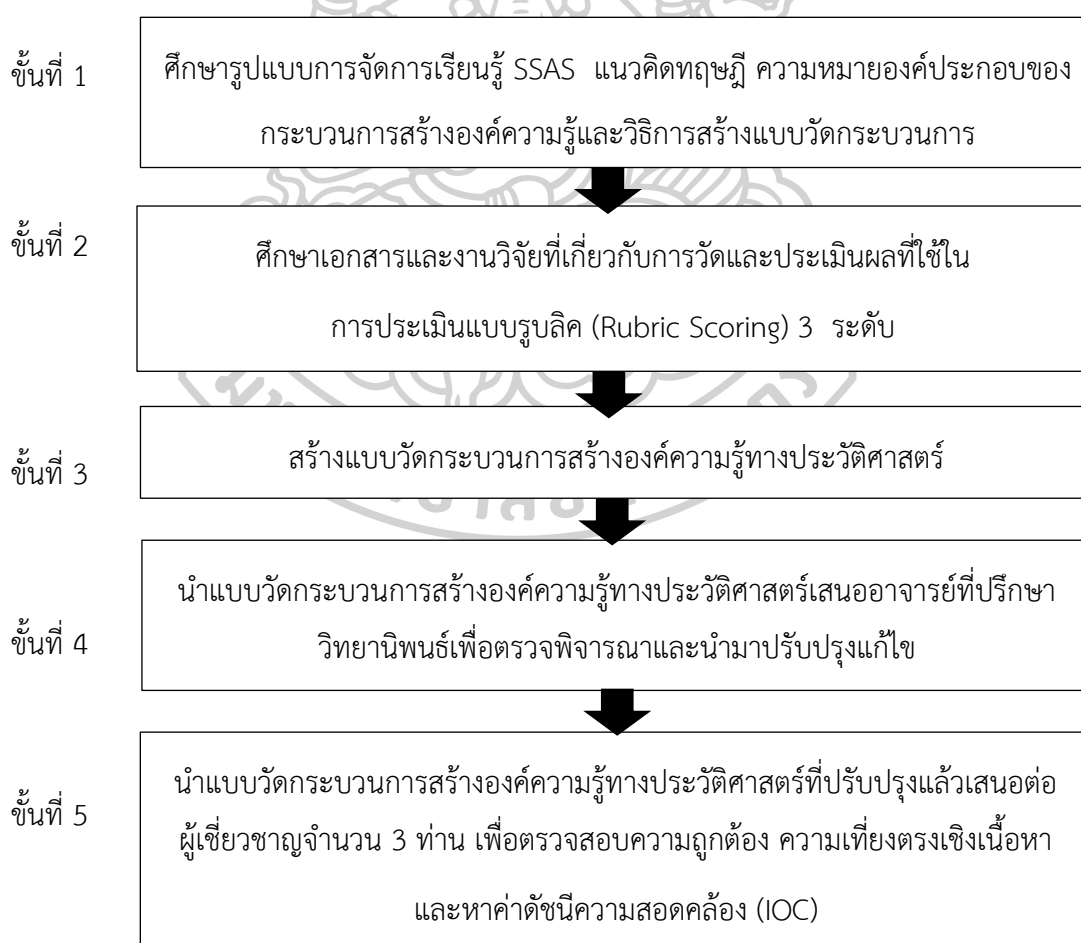 ขั้นที่ 1
ศึกษารูปแบบการจัดการเรียนรู้ SSAS แนวคิดทฤษฎี ความหมายองค์ประกอบของ
กระบวนการสร้างองค์ความรู้และวิธิการสร้างแบบวัดกระบวนการ
ขั้นที่ 2
ศึกษาเอกสารและงานวิจัยที่เกี่ยวกับการวัดและประเมินผลที่ใช้ใน
การประเมินแบบรูบลิค (Rubric Scoring) 3 ระดับ
ขั้นที่ 3
สร้างแบบวัดกระบวนการสร้างองค์ความรู้ทางประวัติศาสตร์
ขั้นที่ 4
นำแบบวัดกระบวนการสร้างองค์ความรู้ทางประวัติศาสตร์เสนออาจารย์ที่ปรึกษา
วิทยานิพนธ์เพื่อตรวจพิจารณาและนำมาปรับปรุงแก้ไข
ขั้นที่ 5
นำแบบวัดกระบวนการสร้างองค์ความรู้ทางประวัติศาสตร์ที่ปรับปรุงแล้วเสนอต่อ
ผู้เชี่ยวชาญจำนวน 3 ท่าน เพื่อตรวจสอบความถูกต้อง ความเที่ยงตรงเชิงเนื้อหา
และหาค่าดัชนีความสอดคล้อง (IOC)